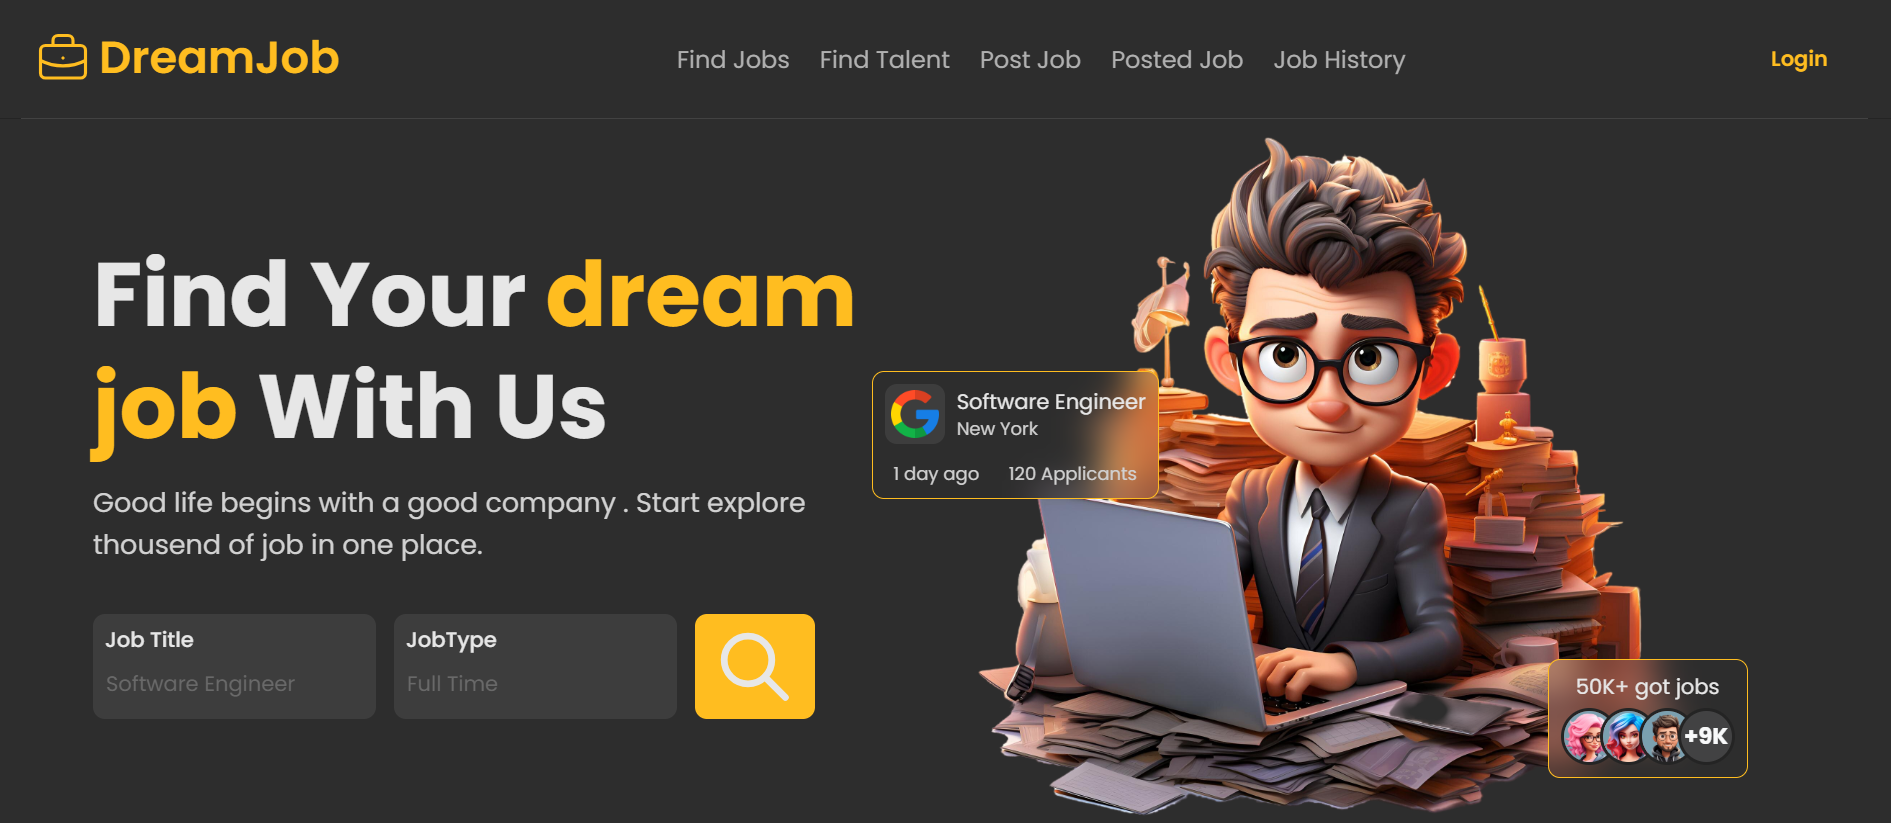 DreamJob
Find Jobs Find Talent Post Job Posted Job Job History
Login
Find Your dream
job With Us
Good life begins with a good company . Start explore
thousend of job in one place.
Job Title
Software Engineer
JobType
Full Time
Software Engineer
New York
1 day ago 120 Applicants
50K+ got jobs
+9K